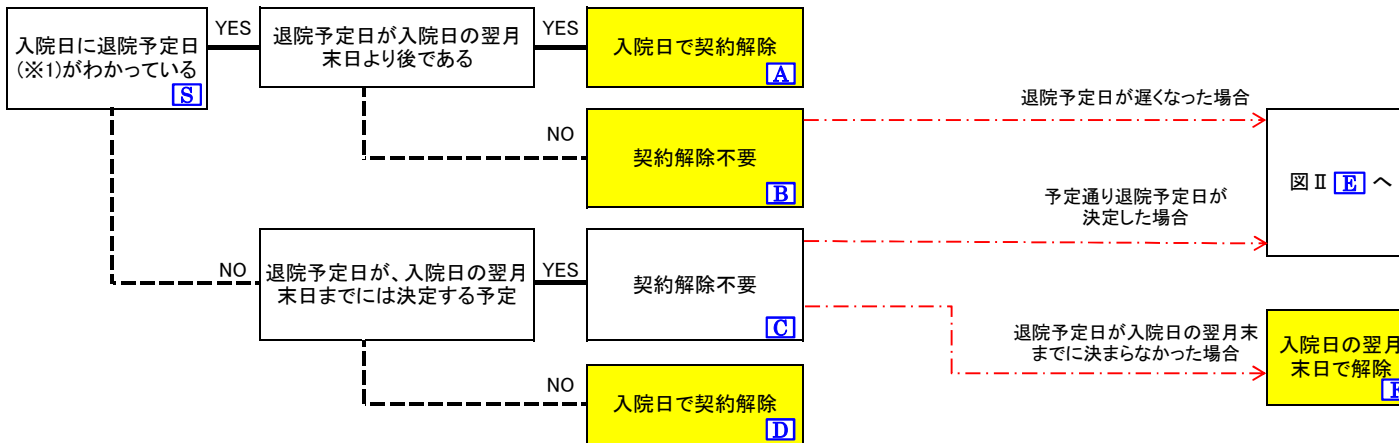 入院日に退院予定日
(※1)がわかっている
S
YES
退院予定日が入院日の翌月
末日より後である
YES
入院日で契約解除
A
NO
契約解除不要
B
退院予定日が遅くなった場合
図Ⅱ E へ
予定通り退院予定日が
決定した場合
NO
退院予定日が、入院日の翌月
末日までには決定する予定
YES
契約解除不要
C
退院予定日が入院日の翌月末
までに決まらなかった場合
入院日の翌月
末日で解除
NO
入院日で契約解除
D